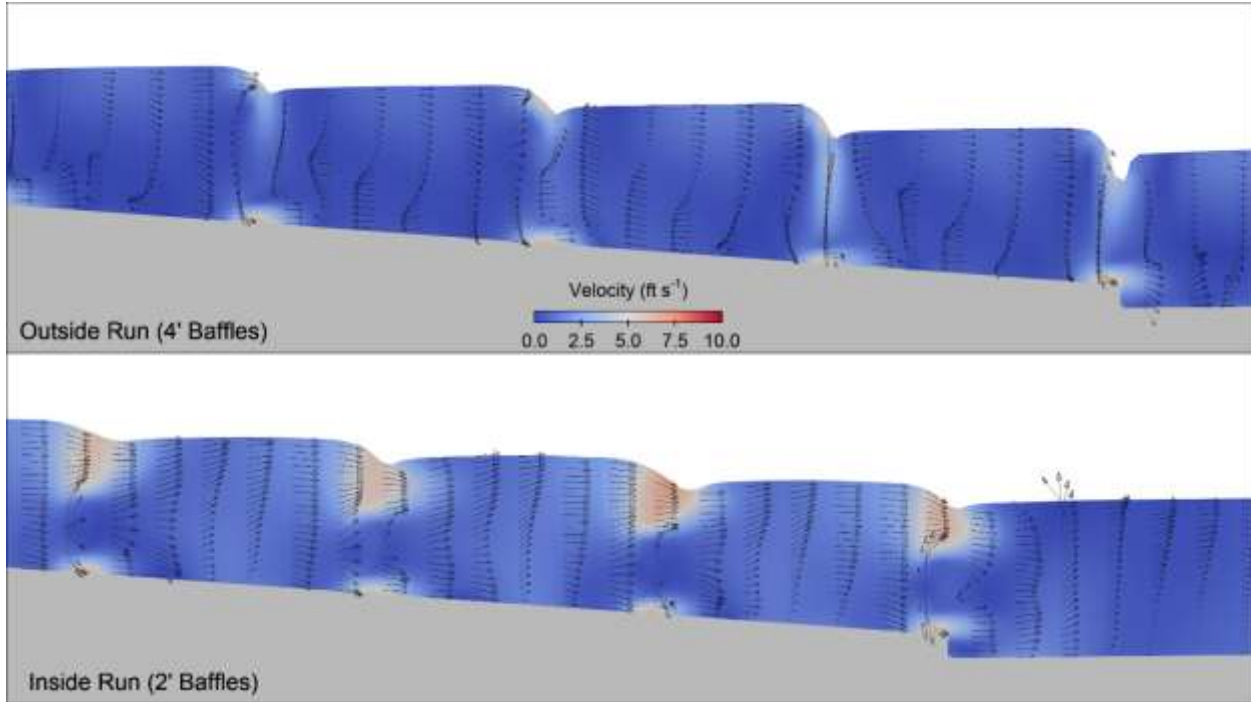 Velocity (ft s⁻¹)
0.0 2.5 5.0 7.5 10.0
Outside Run (4' Baffles)
Inside Run (2' Baffles)